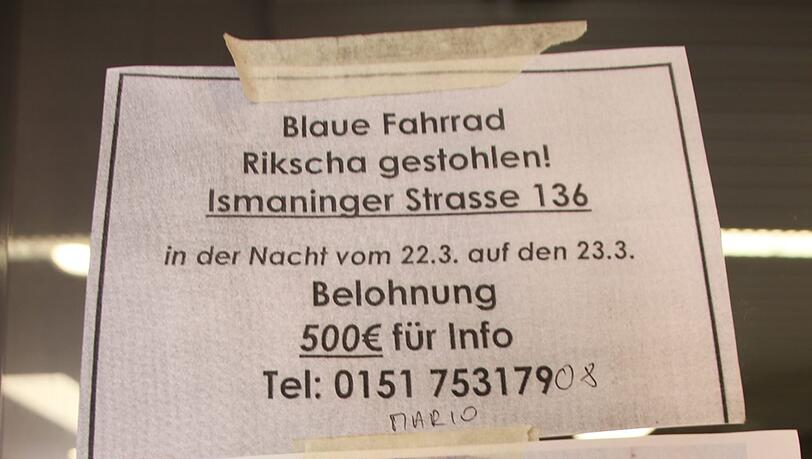 Blaue Fahrrad
Rikscha gestohlen!
Ismaninger Strasse 136
in der Nacht vom 22.3. auf den 23.3.
Belohnung
500€ für Info
Tel: 0151 75317908
MARIO